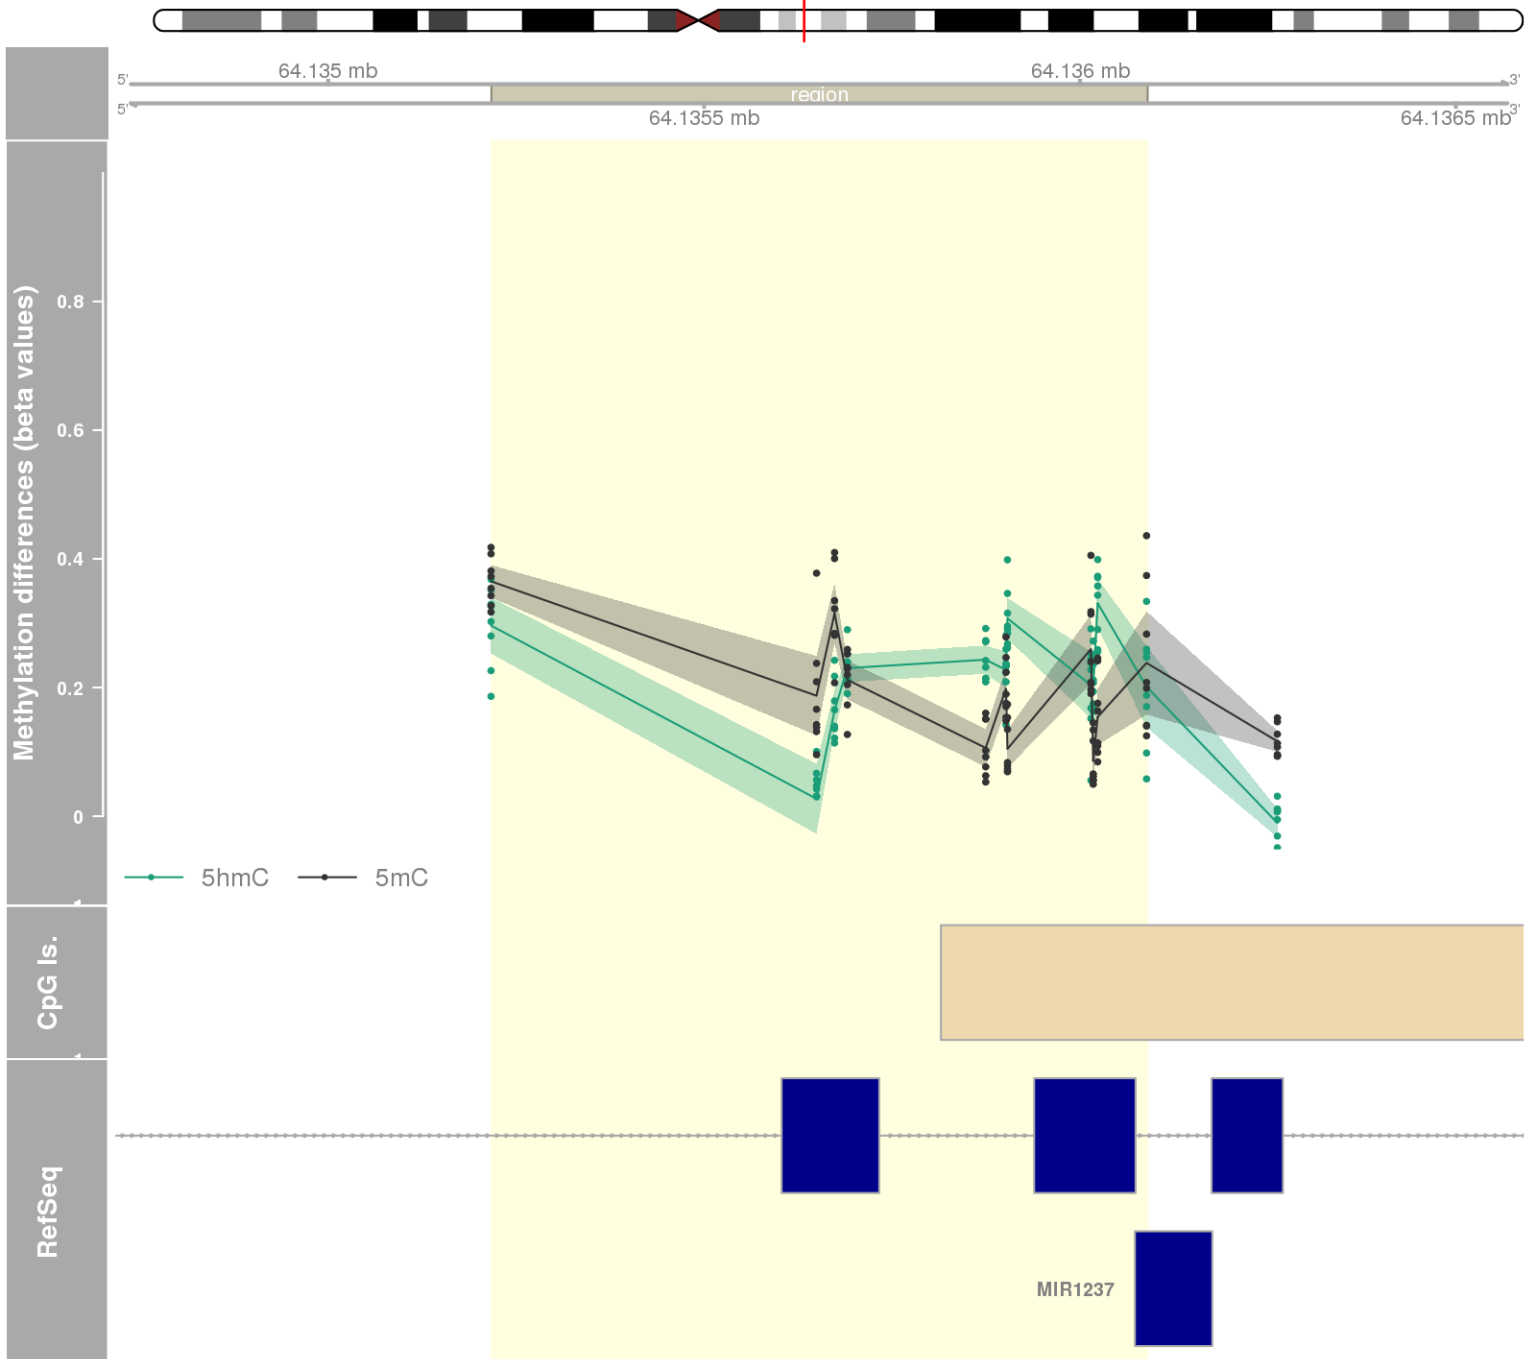 64.135 mb
64.136 mb
5'
3'
region
5'
3'
64.1355 mb
64.1365 mb
Methylation differences (beta values)
0.8
0.6
0.4
0.2
0
5hmC
5mC
CpG Is.
RefSeq
MIR1237